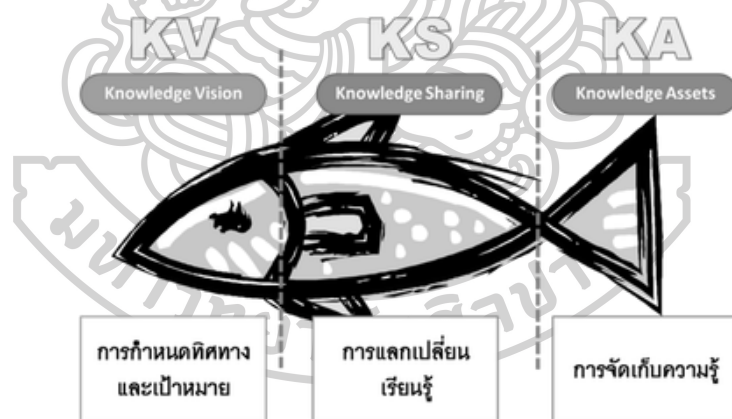 KV
KS
KA
Knowledge Vision
Knowledge Sharing
Knowledge Assets
การกำหนดทิศทาง
และเป้าหมาย
การแลกเปลี่ยน
เรียนรู้
การจัดเก็บความรู้